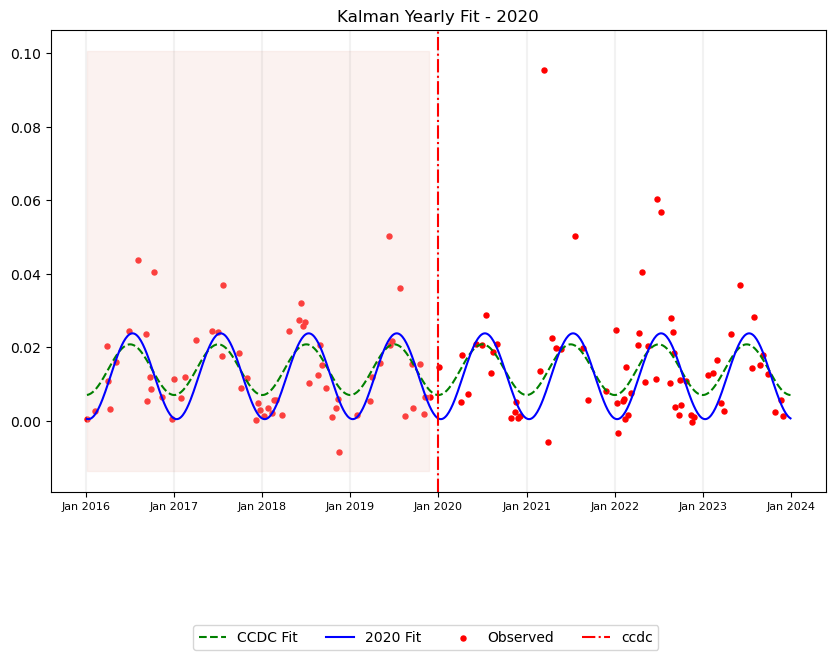 Kalman Yearly Fit - 2020
0.10
0.08
0.06
0.04
0.02
0.00
Jan 2016 Jan 2017 Jan 2018 Jan 2019 Jan 2020 Jan 2021 Jan 2022 Jan 2023 Jan 2024
CCDC Fit 2020 Fit Observed ccdc